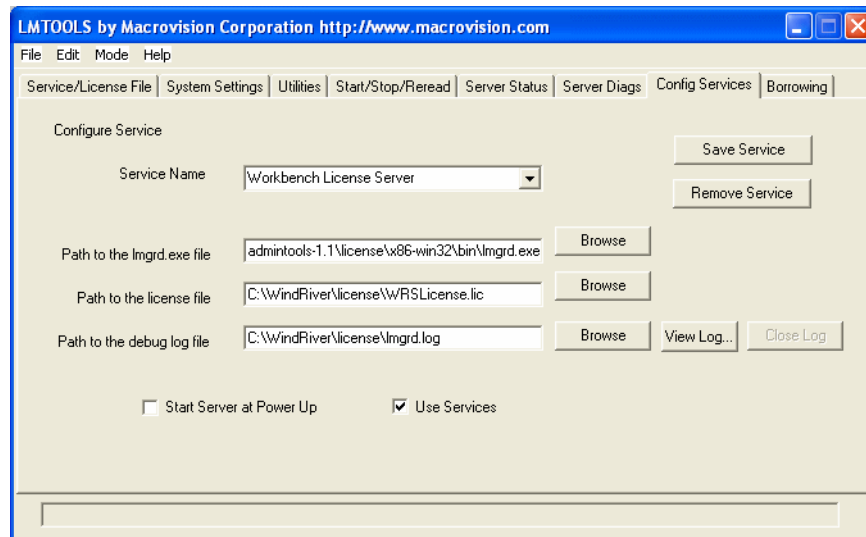 LMTOOLS by Macrovision Corporation http://www.macrovision.com
File Edit Mode Help
Service/License File System Settings Utilities Start/Stop/Reread Server Status Server Diags Config Services Borrowing
Configure Service
Save Service
Service Name Workbench License Server
Remove Service
Path to the lmgrd.exe file admintools-1.1\license\x86-win32\bin\lmgrd.exe Browse
Path to the license file C:\WindRiver\license\WRSLicense.lic Browse
Path to the debug log file C:\WindRiver\license\lmgrd.log Browse View Log... Close Log
Start Server at Power Up Use Services